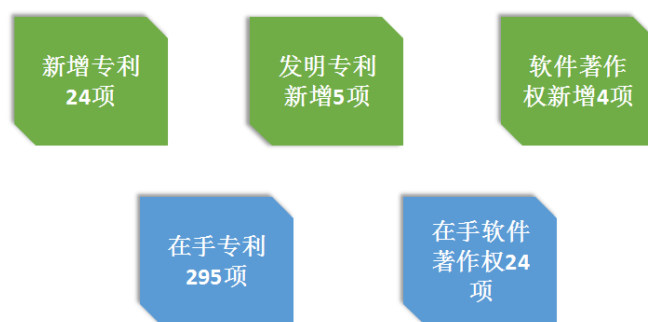 新增专利
24项
发明专利
新增5项
软件著作
权新增4项
在手专利
295项
在手软件
著作权24
项